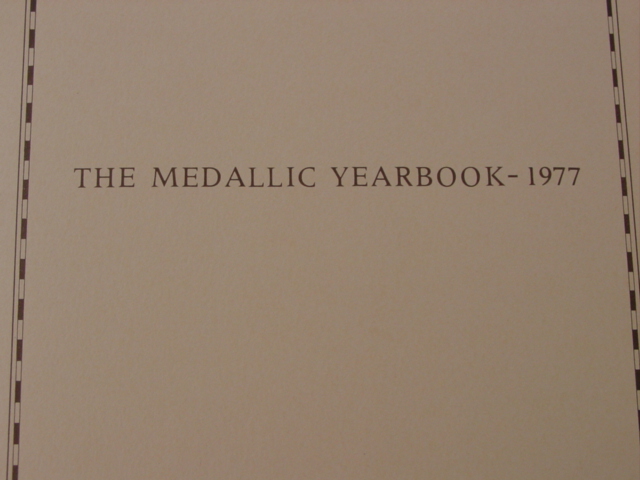 THE MEDALLIC YEARBOOK-1977